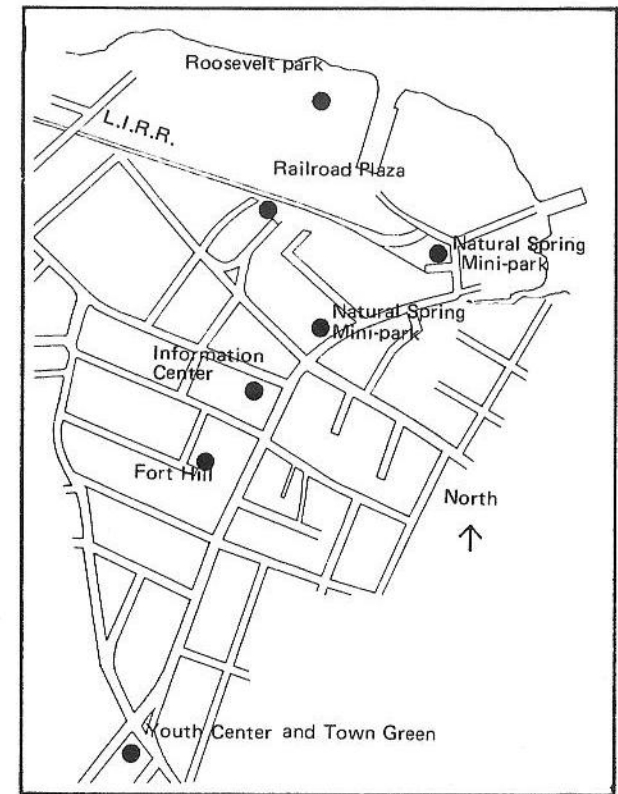 Roosevelt park
L.I.R.R.
Railroad Plaza
Natural Spring
Mini-park
Natural Spring
Mini-park
Information
Center
Fort Hill
North
Youth Center and Town Green